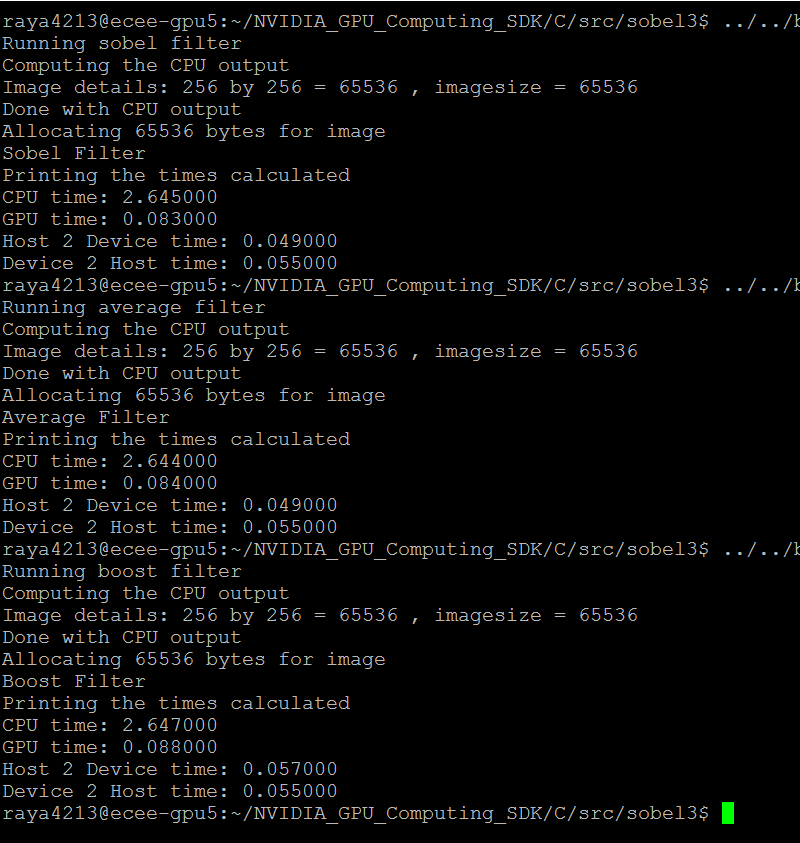 raya4213@ecee-gpu5:~/NVIDIA_GPU_Computing_SDK/C/src/sobel3$ ../../b
Running sobel filter
Computing the CPU output
Image details: 256 by 256 = 65536 , imagesize = 65536
Done with CPU output
Allocating 65536 bytes for image
Sobel Filter
Printing the times calculated
CPU time: 2.645000
GPU time: 0.083000
Host 2 Device time: 0.049000
Device 2 Host time: 0.055000
raya4213@ecee-gpu5:~/NVIDIA_GPU_Computing_SDK/C/src/sobel3$ ../../b
Running average filter
Computing the CPU output
Image details: 256 by 256 = 65536 , imagesize = 65536
Done with CPU output
Allocating 65536 bytes for image
Average Filter
Printing the times calculated
CPU time: 2.644000
GPU time: 0.084000
Host 2 Device time: 0.049000
Device 2 Host time: 0.055000
raya4213@ecee-gpu5:~/NVIDIA_GPU_Computing_SDK/C/src/sobel3$ ../../b
Running boost filter
Computing the CPU output
Image details: 256 by 256 = 65536 , imagesize = 65536
Done with CPU output
Allocating 65536 bytes for image
Boost Filter
Printing the times calculated
CPU time: 2.647000
GPU time: 0.088000
Host 2 Device time: 0.057000
Device 2 Host time: 0.055000
raya4213@ecee-gpu5:~/NVIDIA_GPU_Computing_SDK/C/src/sobel3$